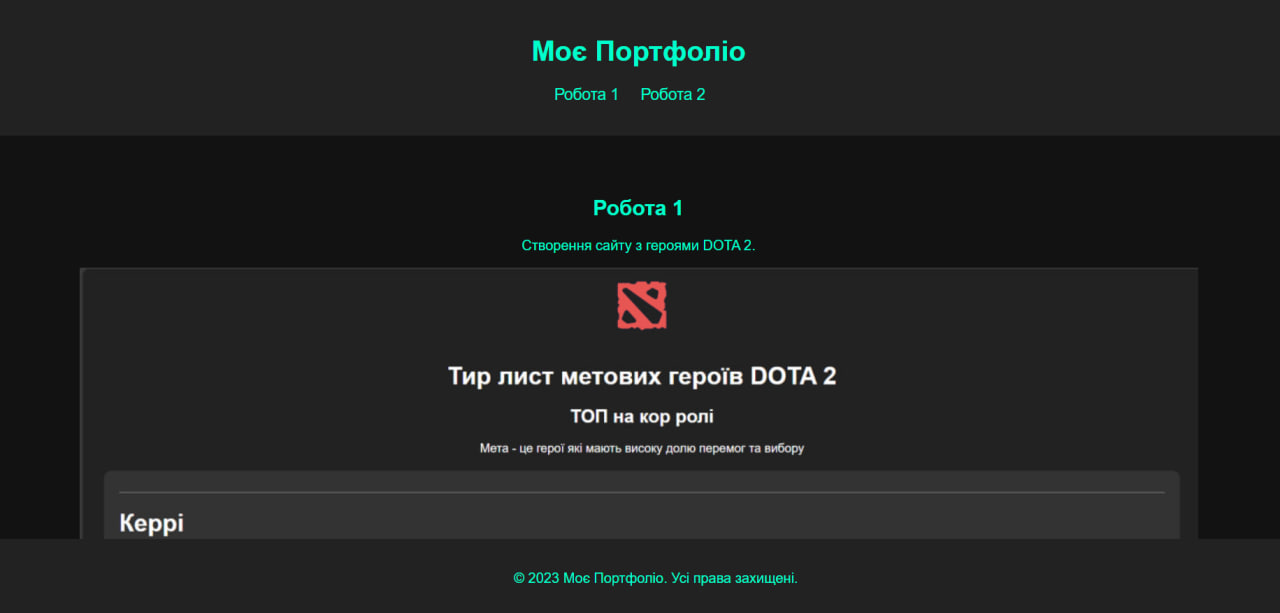 Моє Портфоліо
Робота 1 Робота 2
Робота 1
Створення сайту з героями DOTA 2.
Тир лист метових героїв DOTA 2
ТОП на кор ролі
Мета - це герої які мають високу долю перемог та вибору
Керрі
© 2023 Моє Портфоліо. Усі права захищені.